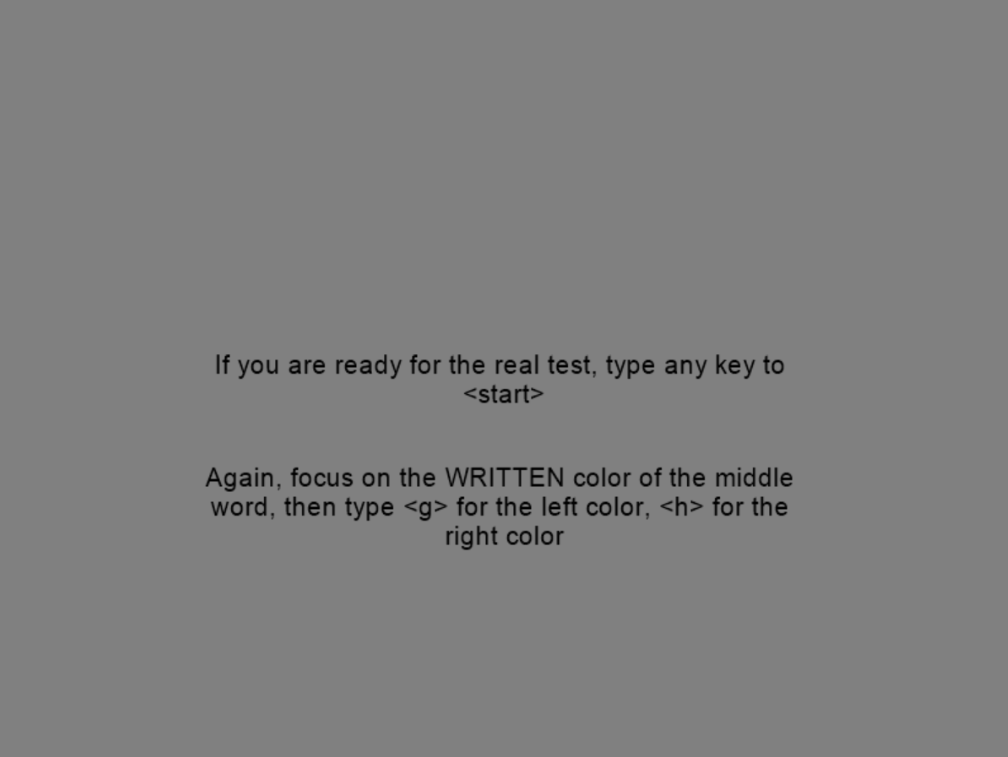 If you are ready for the real test, type any key to
<start>
Again, focus on the WRITTEN color of the middle
word, then type <g> for the left color, <h> for the
right color